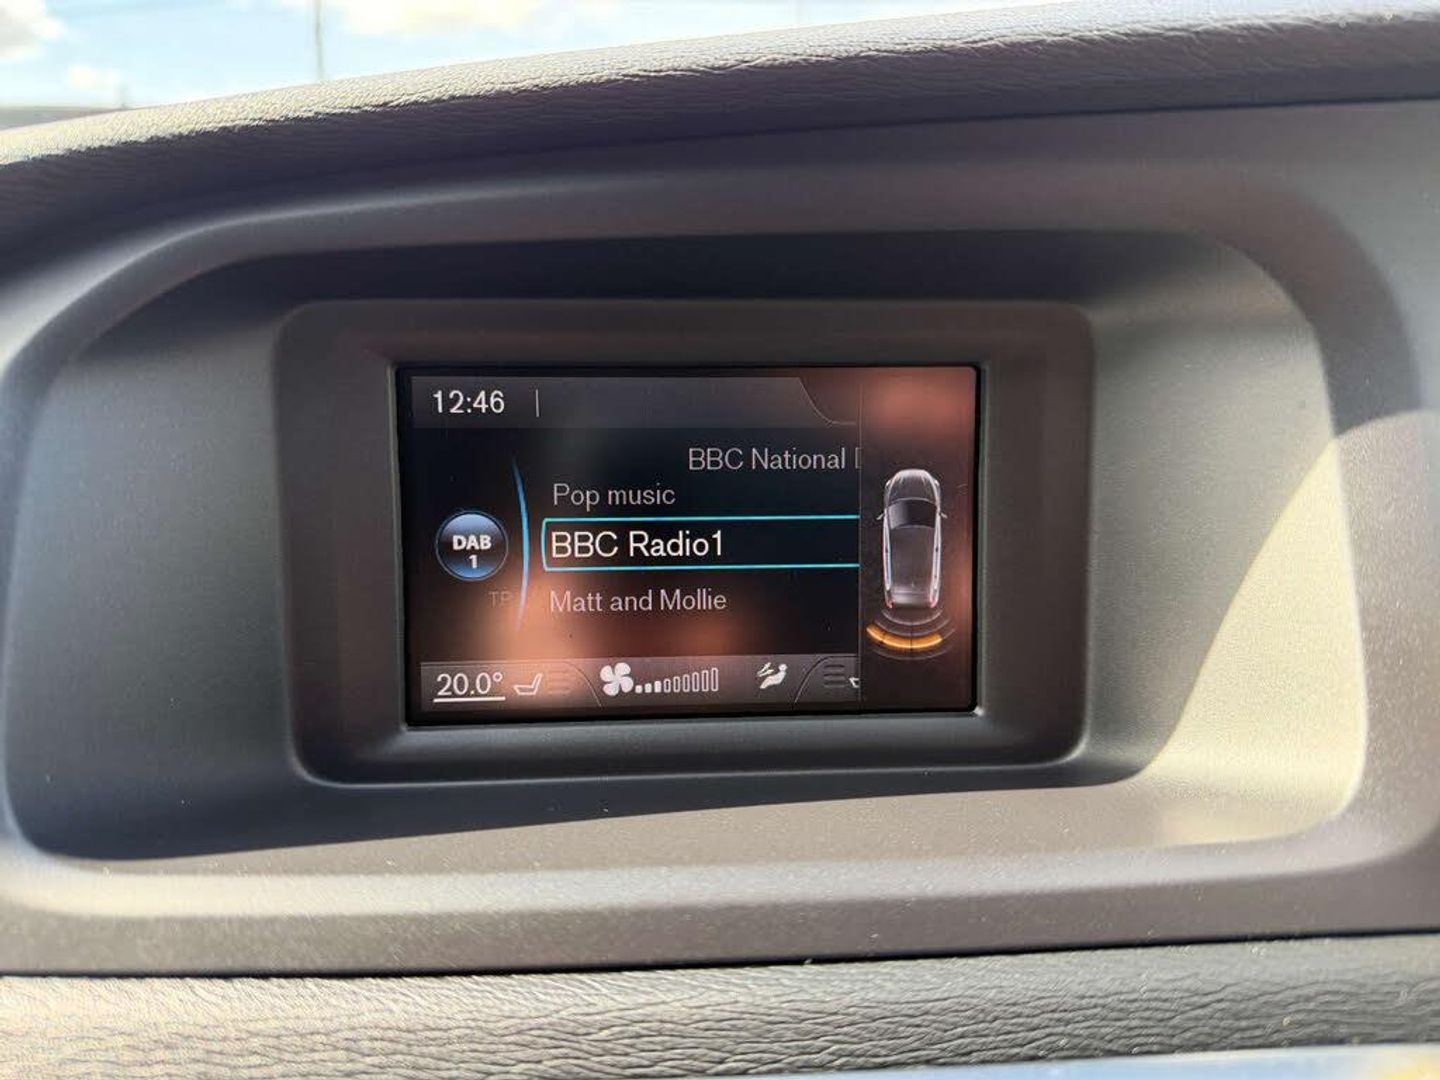 12:46
BBC National
Pop music
DAB
1
BBC Radio1
TP
Matt and Mollie
20.0°